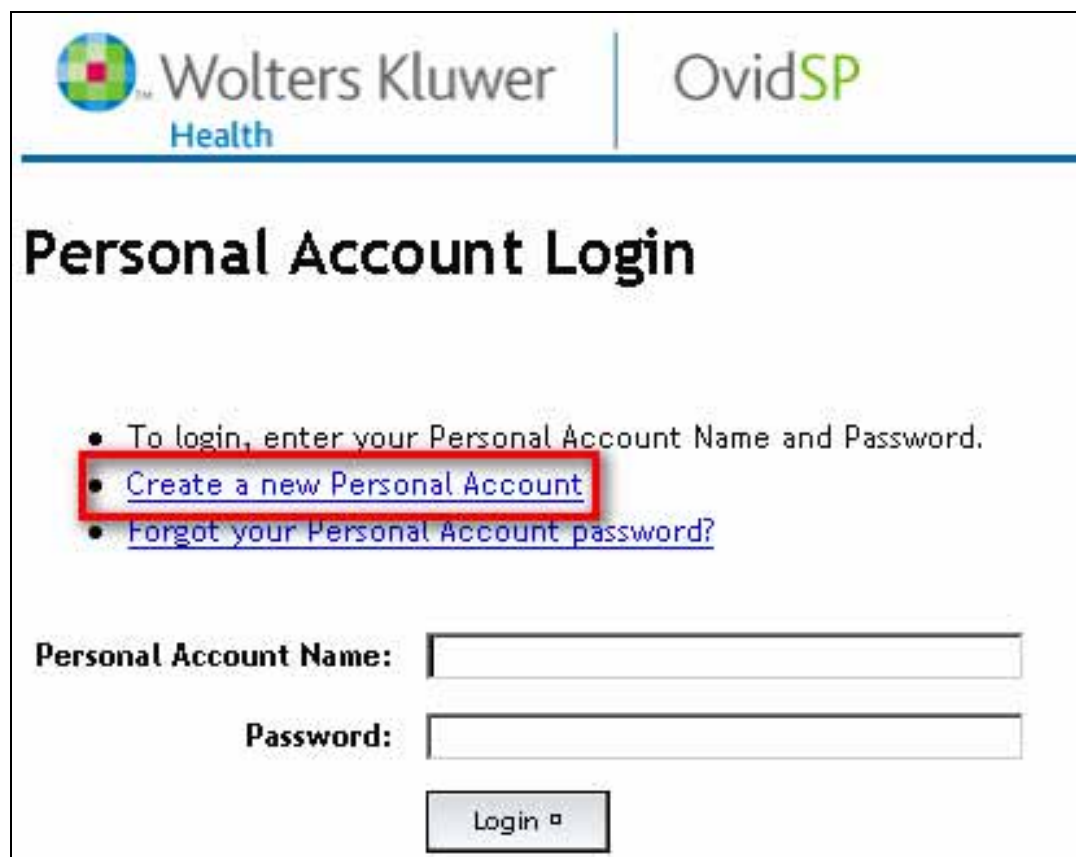 Wolters Kluwer
Health
OvidSP
Personal Account Login
• To login, enter your Personal Account Name and Password.
• Create a new Personal Account
• Forgot your Personal Account password?
Personal Account Name:
Password:
Login